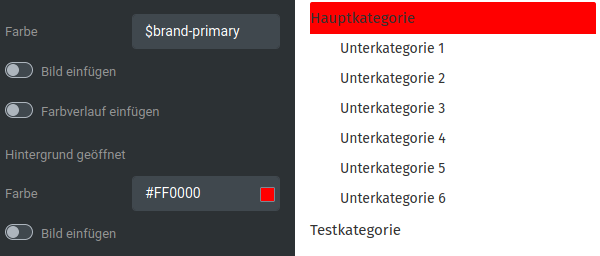 Farbe
$brand-primary
Bild einfügen
Farbverlauf einfügen
Hintergrund geöffnet
Farbe
#FF0000
Bild einfügen
Hauptkategorie
Unterkategorie 1
Unterkategorie 2
Unterkategorie 3
Unterkategorie 4
Unterkategorie 5
Unterkategorie 6
Testkategorie